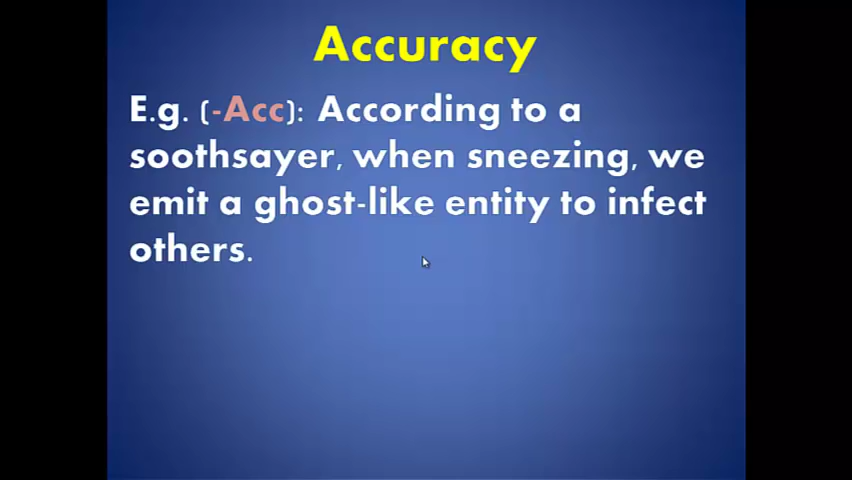 Accuracy
E.g. (-Acc): According to a
soothsayer, when sneezing, we
emit a ghost-like entity to infect
others.